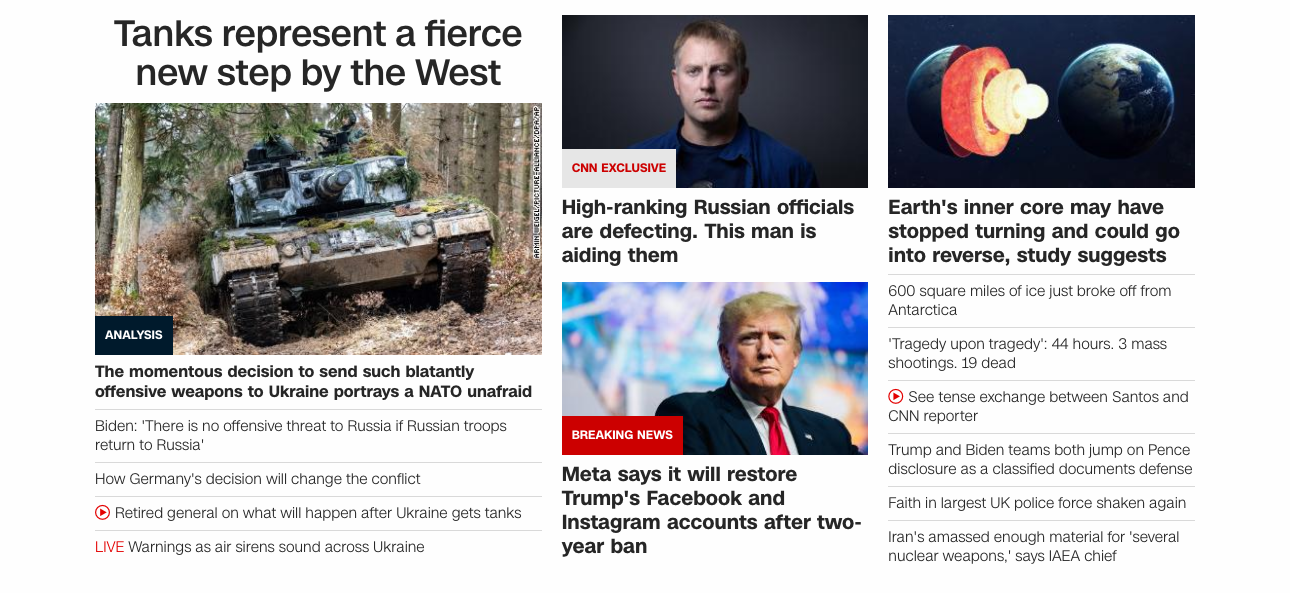 Tanks represent a fierce
new step by the West
ARMIN WEIGEL/PICTURE-ALLIANCE/DPA/AP
ANALYSIS
The momentous decision to send such blatantly
offensive weapons to Ukraine portrays a NATO unafraid
Biden: 'There is no offensive threat to Russia if Russian troops
return to Russia'
How Germany's decision will change the conflict
Retired general on what will happen after Ukraine gets tanks
LIVE Warnings as air sirens sound across Ukraine
CNN EXCLUSIVE
High-ranking Russian officials
are defecting. This man is
aiding them
BREAKING NEWS
Meta says it will restore
Trump's Facebook and
Instagram accounts after two-
year ban
Earth's inner core may have
stopped turning and could go
into reverse, study suggests
600 square miles of ice just broke off from
Antarctica
'Tragedy upon tragedy': 44 hours. 3 mass
shootings. 19 dead
See tense exchange between Santos and
CNN reporter
Trump and Biden teams both jump on Pence
disclosure as a classified documents defense
Faith in largest UK police force shaken again
Iran's amassed enough material for 'several
nuclear weapons,' says IAEA chief